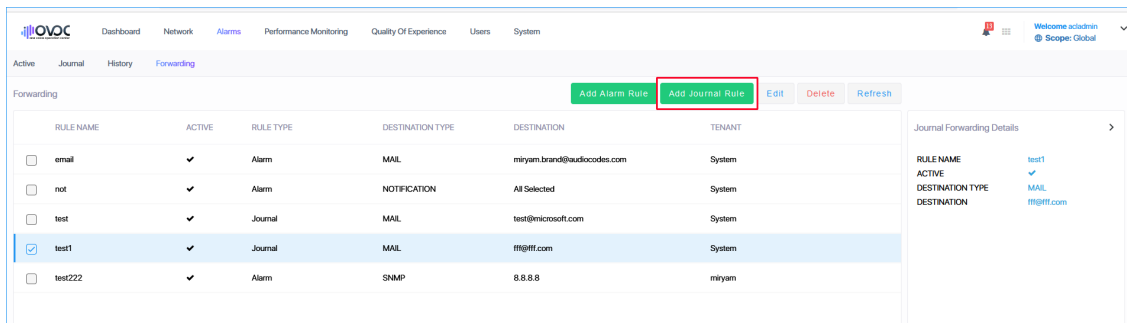 OVOC Dashboard Network Alarms Performance Monitoring Quality Of Experience Users System Welcome acladmin
Scope: Global
Active Journal History Forwarding
Forwarding Add Alarm Rule Add Journal Rule Edit Delete Refresh
RULE NAME ACTIVE RULE TYPE DESTINATION TYPE DESTINATION TENANT
email Alarm MAIL miryam.brand@audiocodes.com System
not Alarm NOTIFICATION All Selected System
test Journal MAIL test@microsoft.com System
test1 Journal MAIL fff@fff.com System
test222 Alarm SNMP 8.8.8.8 miryam
Journal Forwarding Details
RULE NAME test1
ACTIVE
DESTINATION TYPE MAIL
DESTINATION fff@fff.com